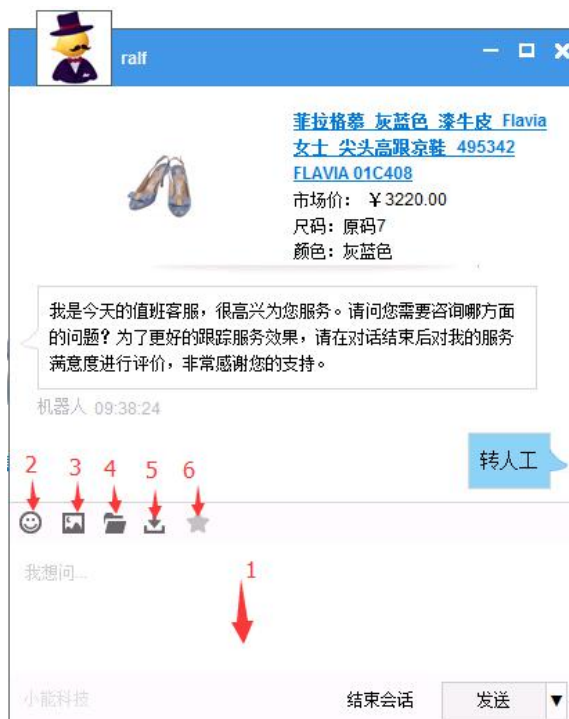 ralf
菲拉格慕 灰蓝色 漆牛皮 Flavia
女士 尖头高跟凉鞋 495342
FLAVIA 01C408
市场价： ￥3220.00
尺码：原码7
颜色：灰蓝色
我是今天的值班客服，很高兴为您服务。请问您需要咨询哪方面
的问题？为了更好的跟踪服务效果，请在对话结束后对我的服务
满意度进行评价，非常感谢您的支持。
机器人 09:38:24
转人工
2 3 4 5 6
我想问...
1
小能科技
结束会话
发送